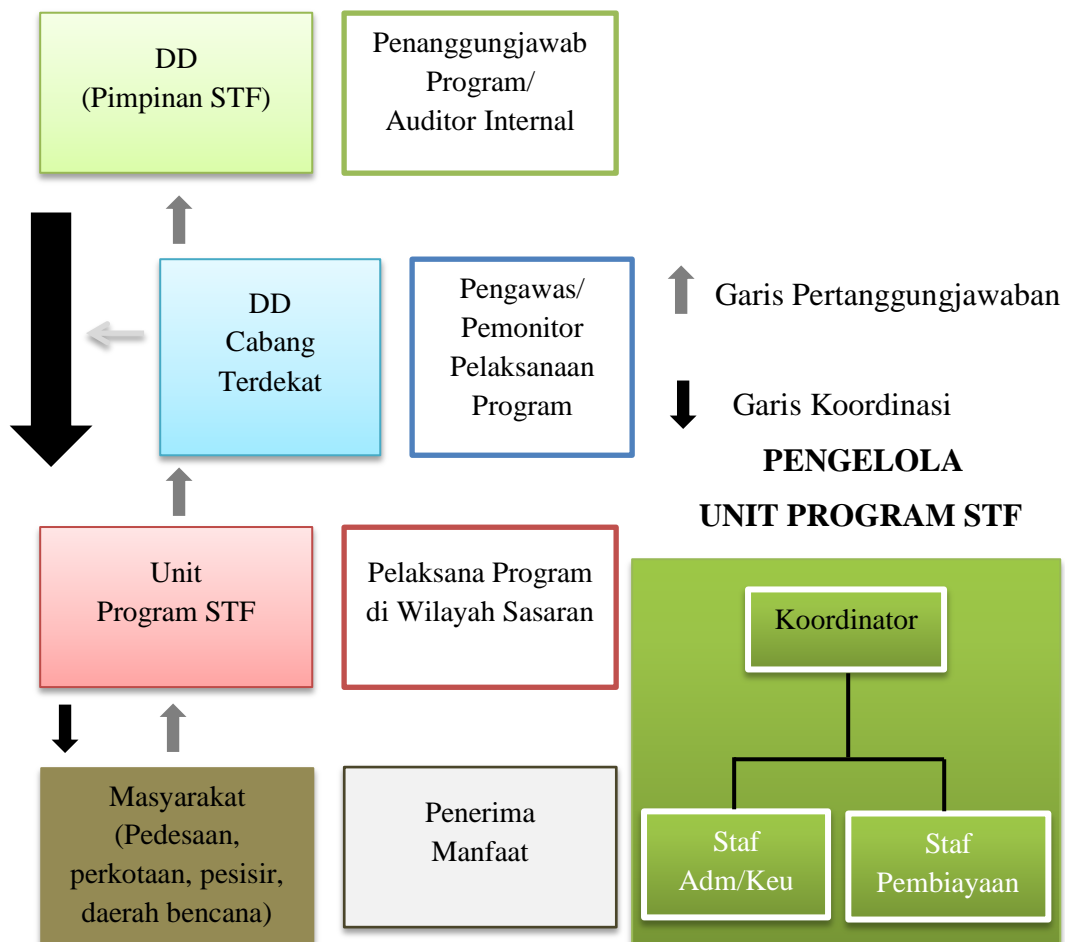 DD
(Pimpinan STF)
Penanggungjawab
Program/
Auditor Internal
DD
Cabang
Terdekat
Pengawas/
Pemonitor
Pelaksanaan
Program
Garis Pertanggungjawaban
Garis Koordinasi
PENGELOLA
UNIT PROGRAM STF
Unit
Program STF
Pelaksana Program
di Wilayah Sasaran
Koordinator
Masyarakat
(Pedesaan,
perkotaan, pesisir,
daerah bencana)
Penerima
Manfaat
Staf
Adm/Keu
Staf
Pembiayaan